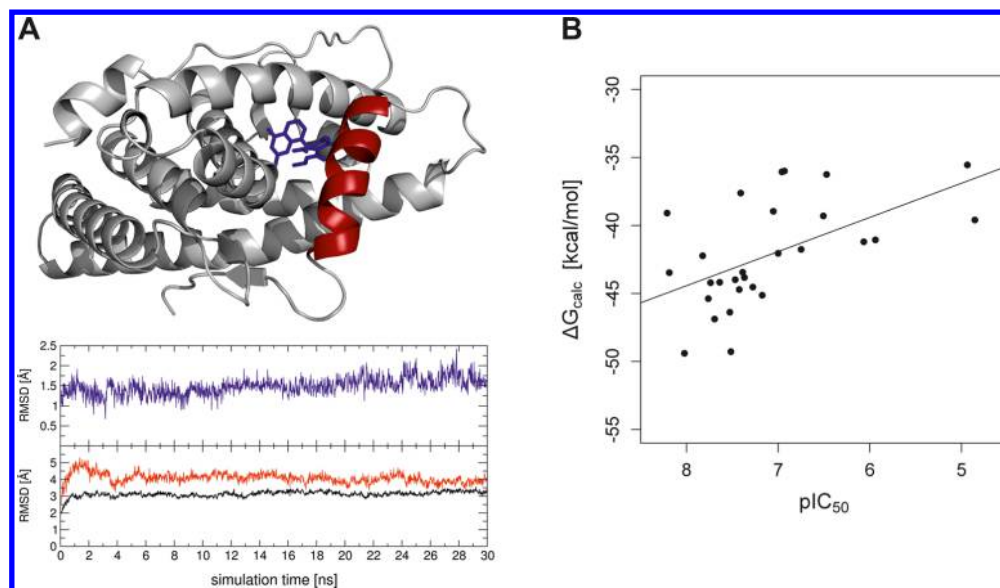 A
2.5
2
1.5
1
0.5
RMSD [Å]
5
4
3
2
1
0
RMSD [Å]
0 2 4 6 8 10 12 14 16 18 20 22 24 26 28 30
simulation time [ns]
B
-30
-35
-40
-45
-50
-55
ΔGcalc [kcal/mol]
8 7 6 5
pIC50